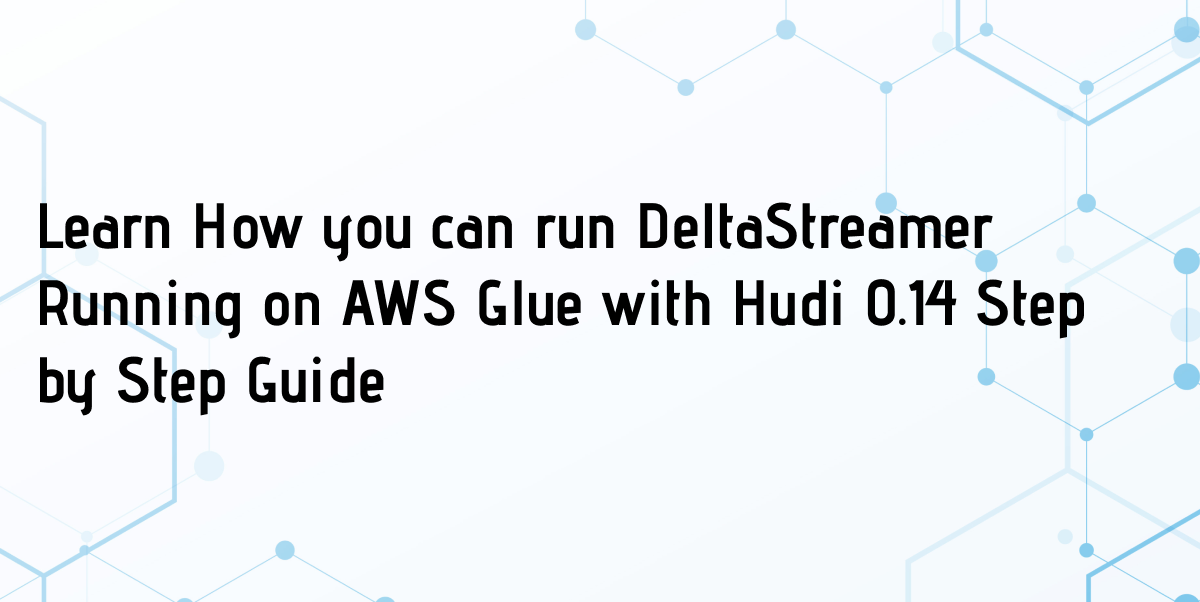 Learn How you can run DeltaStreamer
Running on AWS Glue with Hudi 0.14 Step
by Step Guide